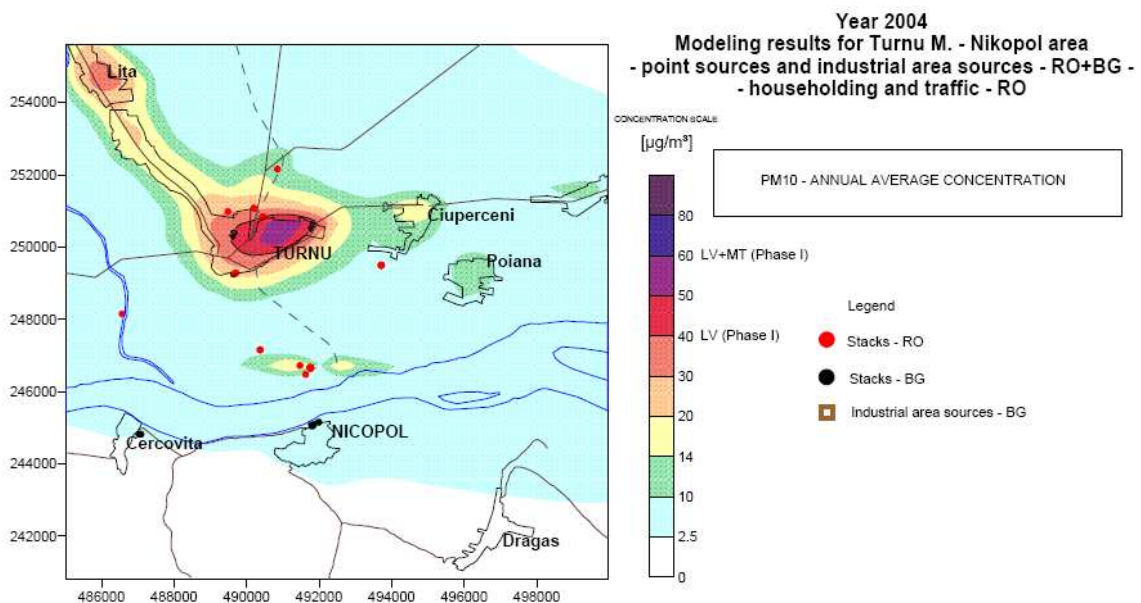 Year 2004
Modeling results for Turnu M. - Nikopol area
- point sources and industrial area sources - RO+BG -
- householding and traffic - RO
CONCENTRATION SCALE
[µg/m³]
PM10 - ANNUAL AVERAGE CONCENTRATION
80
LV+MT (Phase I)
60
50
LV (Phase I)
40
30
20
14
10
2.5
0
Legend
Stacks - RO
Stacks - BG
Industrial area sources - BG
Lita
Ciuperceni
TURNU
Poiana
Cercovita
NICOPOL
Dragas
254000
252000
250000
248000
246000
244000
242000
486000
488000
490000
492000
494000
496000
498000